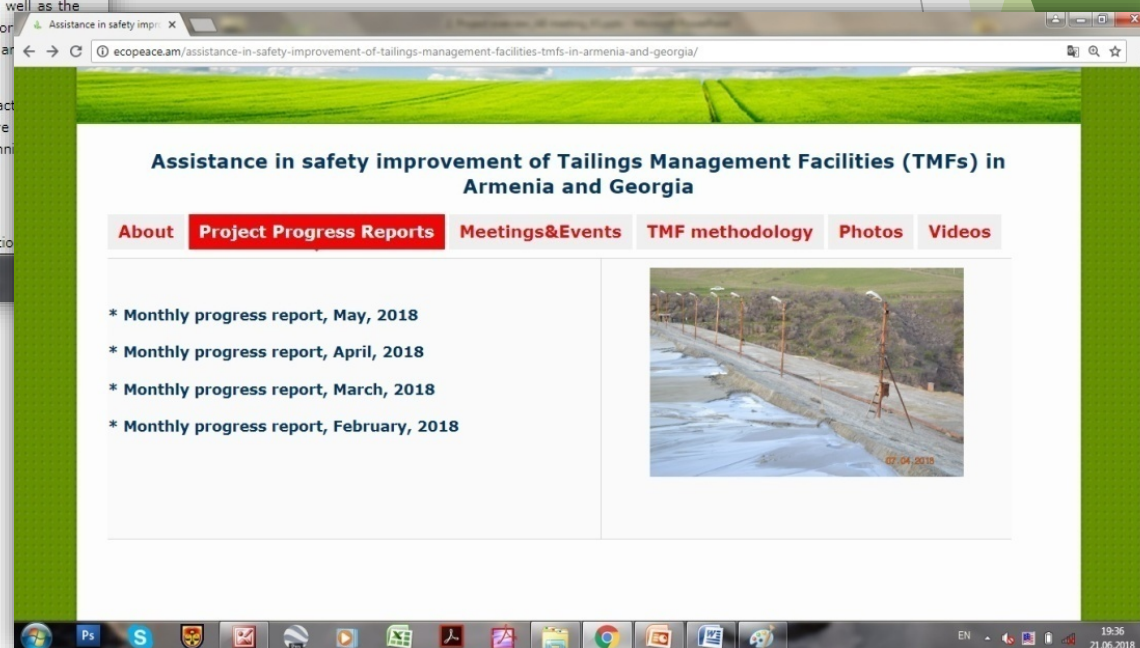 well as the
Assistance in safety impr
ecopeace.am/assistance-in-safety-improvement-of-tailings-management-facilities-tmfs-in-armenia-and-georgia/
Assistance in safety improvement of Tailings Management Facilities (TMFs) in
Armenia and Georgia
About
Project Progress Reports
Meetings&Events
TMF methodology
Photos
Videos
* Monthly progress report, May, 2018
* Monthly progress report, April, 2018
* Monthly progress report, March, 2018
* Monthly progress report, February, 2018
Ps
EN
19:36
21.06.2018